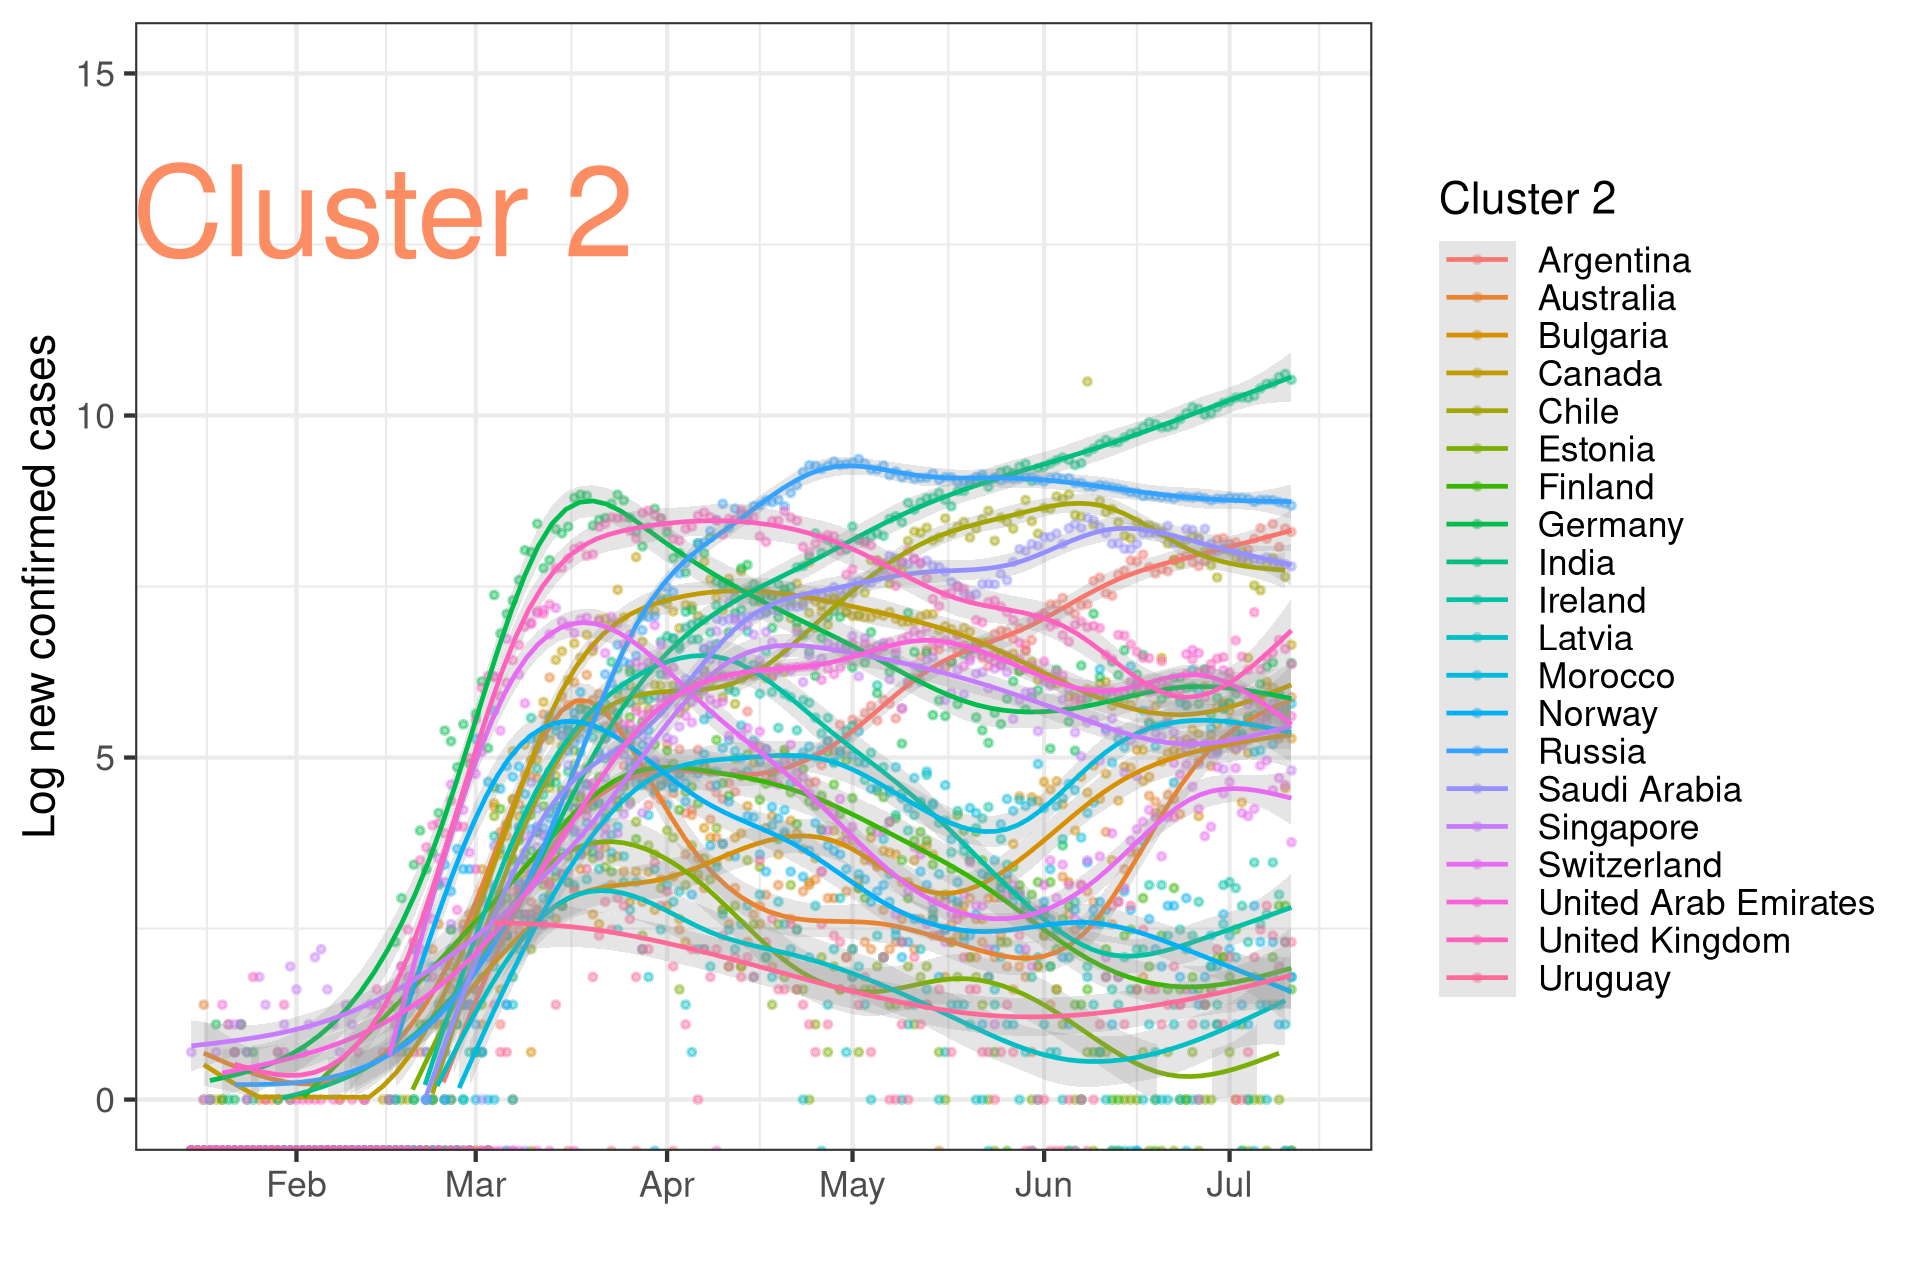 15
10
5
0
Log new confirmed cases
Cluster 2
Feb
Mar
Apr
May
Jun
Jul
Cluster 2
Argentina
Australia
Bulgaria
Canada
Chile
Estonia
Finland
Germany
India
Ireland
Latvia
Morocco
Norway
Russia
Saudi Arabia
Singapore
Switzerland
United Arab Emirates
United Kingdom
Uruguay